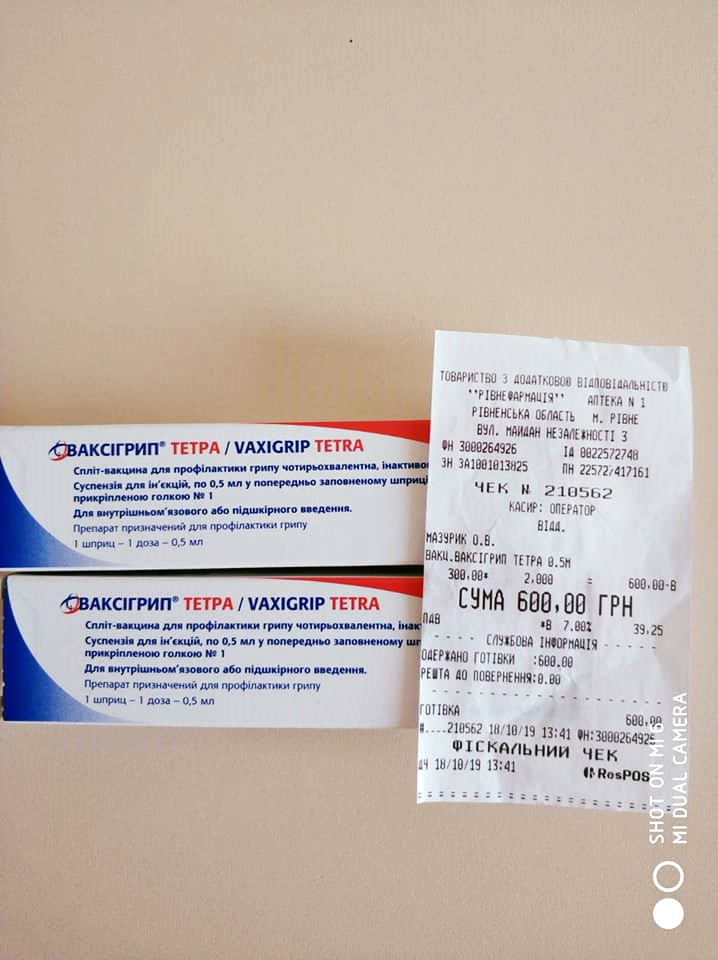 ВАКСІГРИП® ТЕТРА / VAXIGRIP TETRA
Спліт-вакцина для профілактики грипу чотирьохвалентна, інактиво
Суспензія для ін'єкцій, по 0,5 мл у попередньо заповненому шприці
прикріпленою голкою № 1
Для внутрішньом'язового або підшкірного введення.
Препарат призначений для профілактики грипу
1 шприц – 1 доза – 0,5 мл
ВАКСІГРИП® ТЕТРА / VAXIGRIP TETRA
Спліт-вакцина для профілактики грипу чотирьохвалентна, інак
Суспензія для ін'єкцій, по 0,5 мл у попередньо заповненому шп
прикріпленою голкою № 1
Для внутрішньом'язового або підшкірного введення.
Препарат призначений для профілактики грипу
1 шприц – 1 доза – 0,5 мл
ТОВАРИСТВО З ДОДАТКОВОЮ ВІДПОВІДАЛЬНІСТЮ
''РІВНЕФАРМАЦІЯ'' АПТЕКА N 1
РІВНЕНСЬКА ОБЛАСТЬ М. РІВНЕ
ВУЛ. МАЙДАН НЕЗАЛЕЖНОСТІ 3
ФН 3000264926 ІД 0022572748
ЗН ЗА1001013825 ПН 22572/417161
ЧЕК № 210562
КАСИР: ОПЕРАТОР
ВІДД.
МАЗУРИК О.В.
ВАКЦ.ВАКСІГРИП ТЕТРА 0.5М
300,00* 2,000 = 600,00-В
СУМА 600,00 ГРН
ПДВ *В 7.00% 39,25
- - - - - СЛУЖБОВА ІНФОРМАЦІЯ - - - - -
ОДЕРЖАНО ГОТІВКИ :600.00
РЕШТА ДО ПОВЕРНЕННЯ:0.00
ГОТІВКА 600,00
#....210562 18/10/19 13:41 ФН:3000264926
ФІСКАЛЬНИЙ ЧЕК
ДЧ 18/10/19 13:41 ResPOS
SHOT ON MI 6
MI DUAL CAMERA